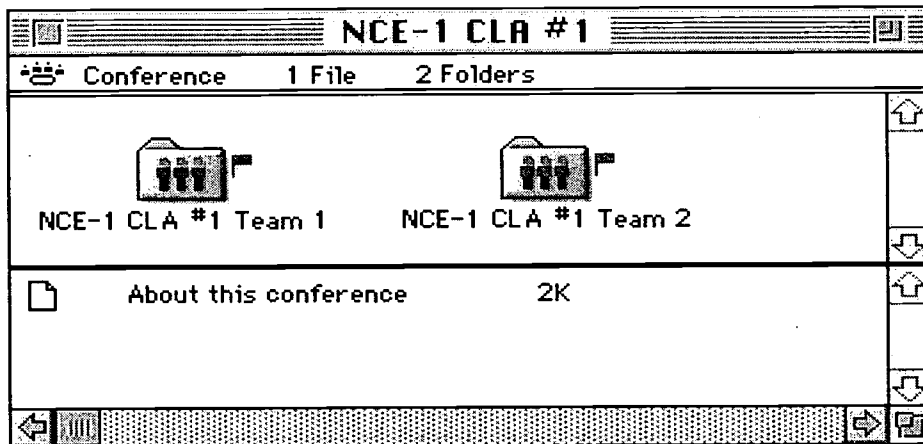 NCE-1 CLA #1
Conference 1 File 2 Folders
NCE-1 CLA #1 Team 1 NCE-1 CLA #1 Team 2
About this conference 2K